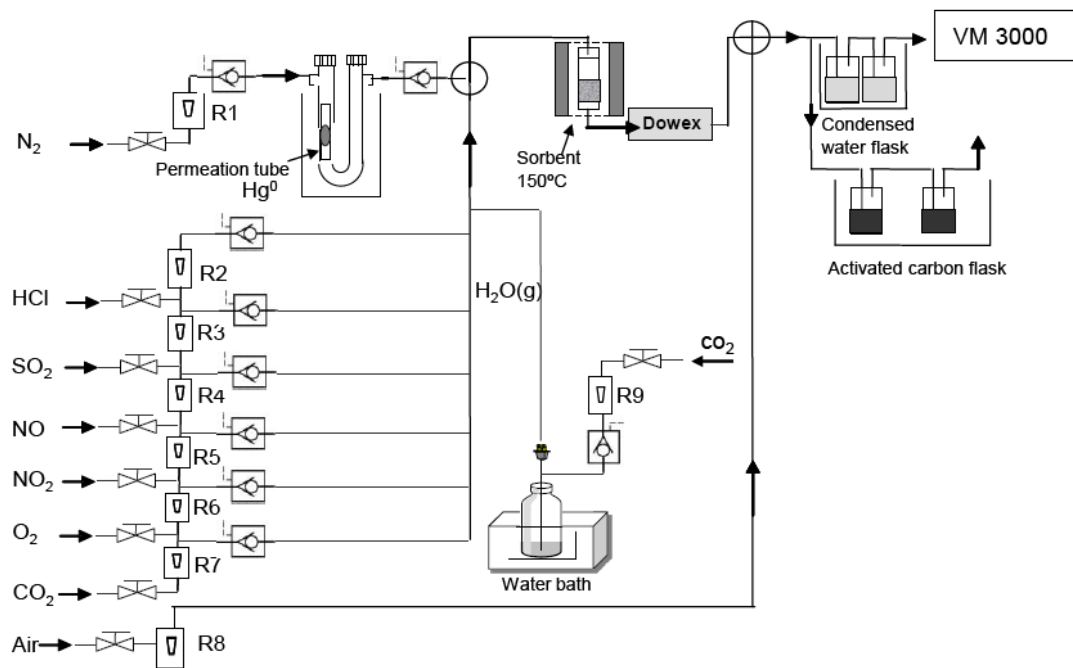 VM 3000
R1
N₂
Permeation tube
Hg⁰
Dowex
Sorbent
150ºC
Condensed
water flask
Activated carbon flask
R2
HCl
H₂O(g)
R3
SO₂
CO₂
R4
R9
NO
R5
NO₂
R6
O₂
R7
CO₂
Water bath
Air
R8